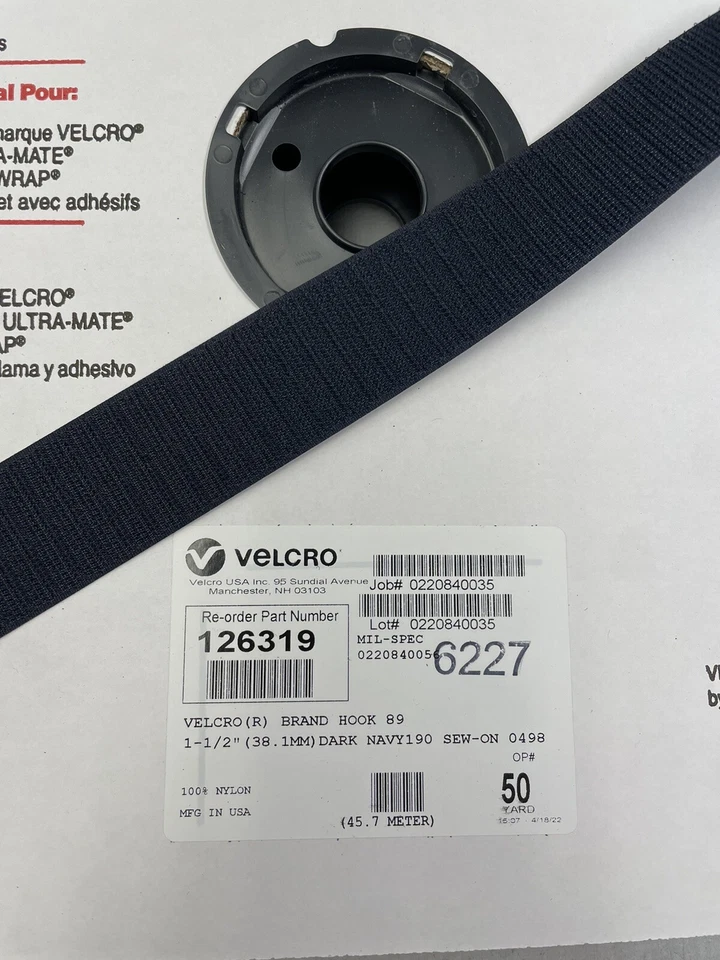 s
al Pour:
marque VELCRO®
A-MATE®
WRAP®
et avec adhésifs
ELCRO®
ULTRA-MATE®
AP®
lama y adhesivo
VELCRO®
Velcro USA Inc. 95 Sundial Avenue
Manchester, NH 03103
Job# 0220840035
Lot# 0220840035
Re-order Part Number
126319
MIL-SPEC
022084005
6227
VELCRO(R) BRAND HOOK 89
1-1/2"(38.1MM)DARK NAVY190 SEW-ON 0498
OP#
100% NYLON
MFG IN USA
(45.7 METER)
50
YARD
4/18/22
V
by